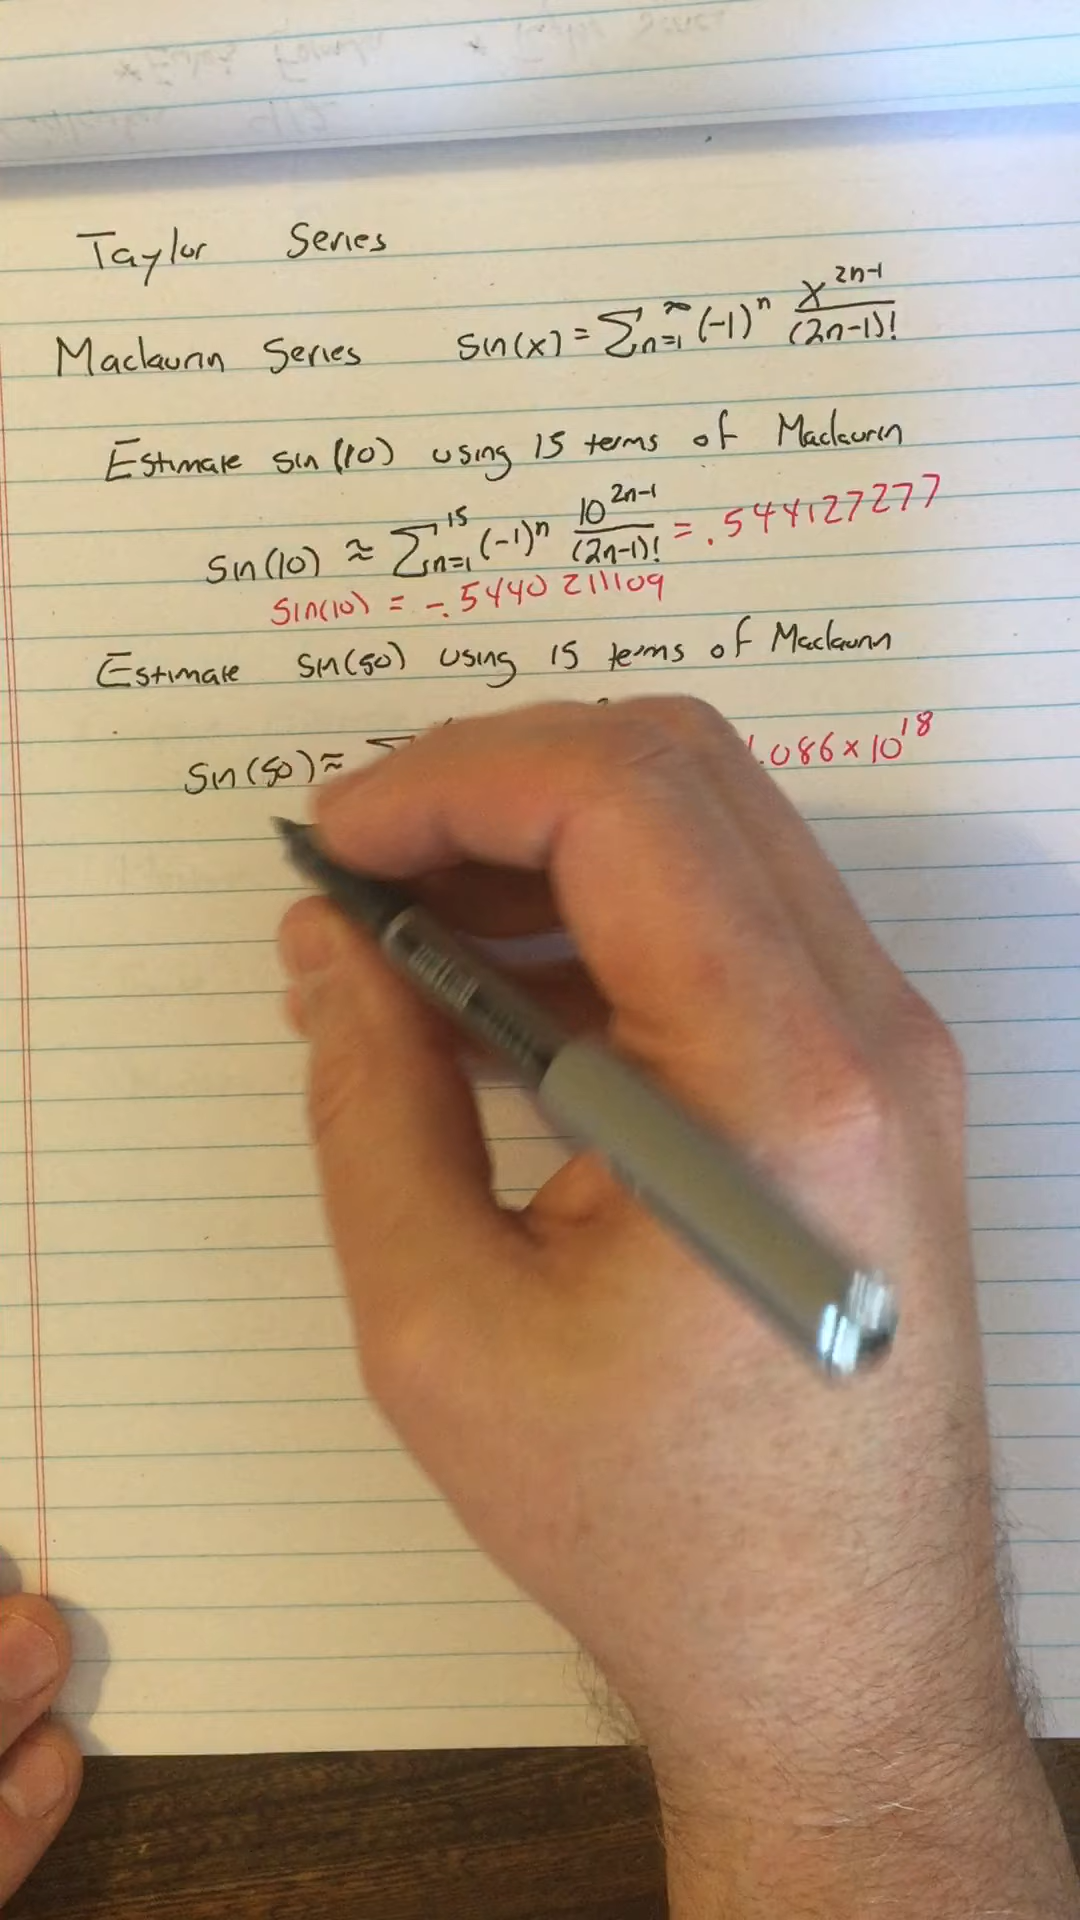 Taylor Series
Maclaurin Series sin(x) = ∑n=1^∞ (-1)^n x^(2n-1)/(2n-1)!
Estimate sin(10) using 15 terms of Maclaurin
sin(10) ≈ ∑n=1^15 (-1)^n 10^(2n-1)/(2n-1)! = .544127277
sin(10) = -.5440211109
Estimate sin(50) using 15 terms of Maclaurin
sin(50) ≈ ∑ .086 x 10^18